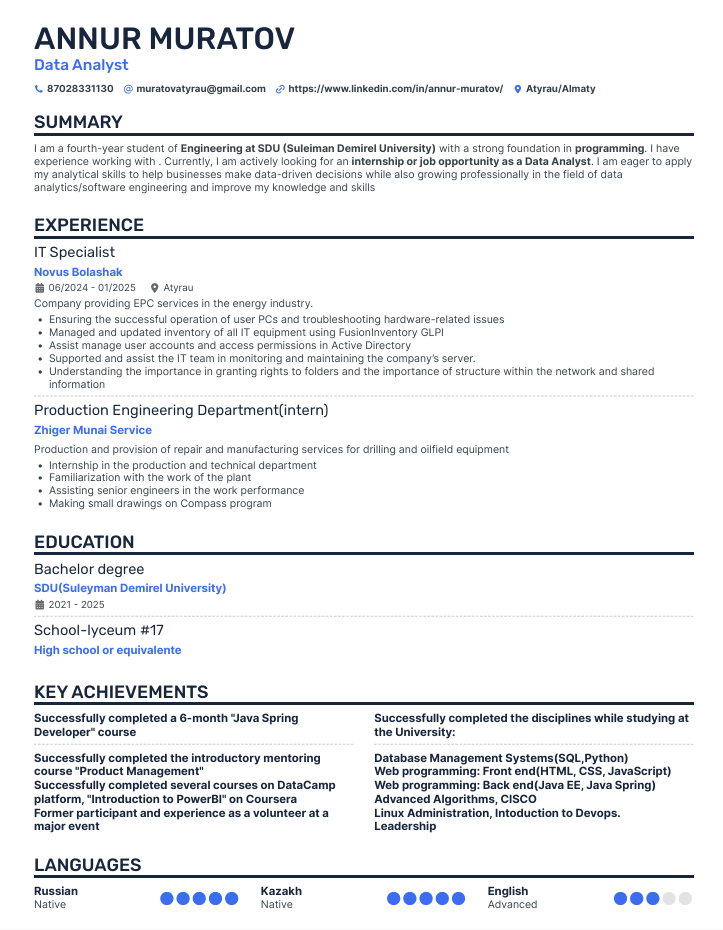 ANNUR MURATOV
Data Analyst
87028331130 muratovatyrau@gmail.com https://www.linkedin.com/in/annur-muratov/ Atyrau/Almaty
SUMMARY
I am a fourth-year student of Engineering at SDU (Suleiman Demirel University) with a strong foundation in programming. I have
experience working with . Currently, I am actively looking for an internship or job opportunity as a Data Analyst. I am eager to apply
my analytical skills to help businesses make data-driven decisions while also growing professionally in the field of data
analytics/software engineering and improve my knowledge and skills
EXPERIENCE
IT Specialist
Novus Bolashak
06/2024 - 01/2025 Atyrau
Company providing EPC services in the energy industry.
• Ensuring the successful operation of user PCs and troubleshooting hardware-related issues
• Managed and updated inventory of all IT equipment using FusionInventory GLPI
• Assist manage user accounts and access permissions in Active Directory
• Supported and assist the IT team in monitoring and maintaining the company's server.
• Understanding the importance in granting rights to folders and the importance of structure within the network and shared
information
Production Engineering Department(intern)
Zhiger Munai Service
Production and provision of repair and manufacturing services for drilling and oilfield equipment
• Internship in the production and technical department
• Familiarization with the work of the plant
• Assisting senior engineers in the work performance
• Making small drawings on Compass program
EDUCATION
Bachelor degree
SDU(Suleyman Demirel University)
2021 - 2025
School-lyceum #17
High school or equivalente
KEY ACHIEVEMENTS
Successfully completed a 6-month "Java Spring
Developer" course
Successfully completed the introductory mentoring
course "Product Management"
Successfully completed several courses on DataCamp
platform, "Introduction to PowerBI" on Coursera
Former participant and experience as a volunteer at a
major event
Successfully completed the disciplines while studying at
the University:
Database Management Systems(SQL,Python)
Web programming: Front end(HTML, CSS, JavaScript)
Web programming: Back end(Java EE, Java Spring)
Advanced Algorithms, CISCO
Linux Administration, Intoduction to Devops.
Leadership
LANGUAGES
Russian
Native
Kazakh
Native
English
Advanced